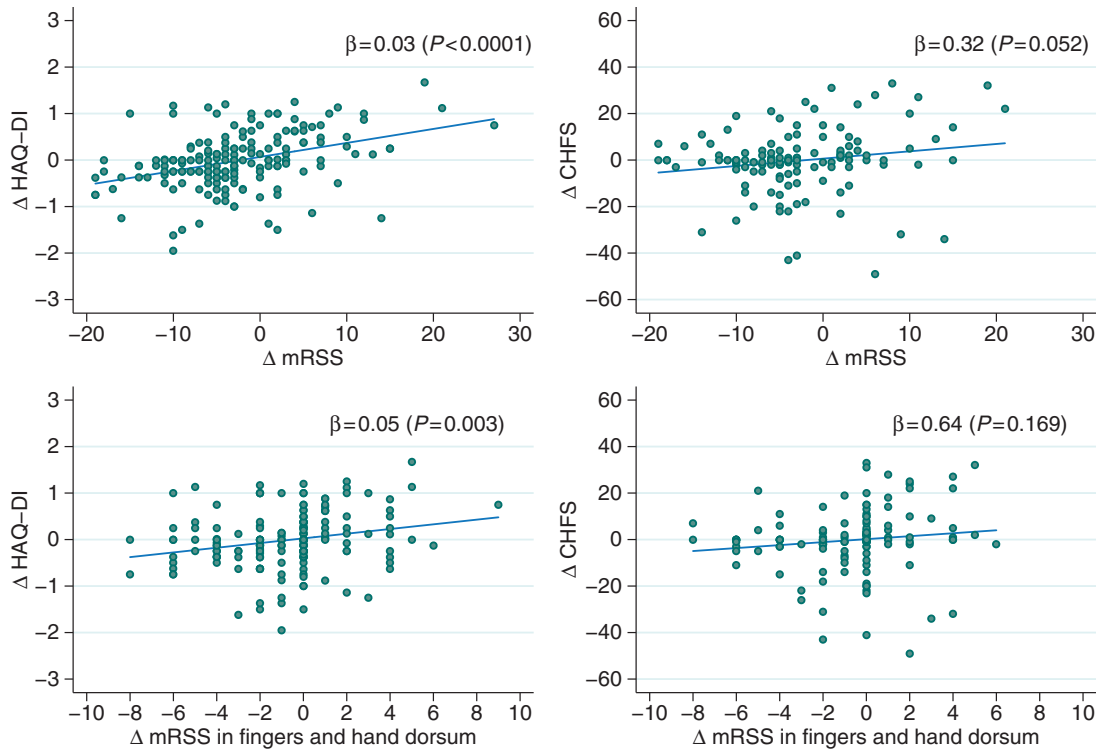 3
2
1
0
−1
−2
−3
Δ HAQ−DI
β=0.03 (P<0.0001)
−20 −10 0 10 20 30
Δ mRSS
60
40
20
0
−20
−40
−60
Δ CHFS
β=0.32 (P=0.052)
−20 −10 0 10 20 30
Δ mRSS
3
2
1
0
−1
−2
−3
Δ HAQ−DI
β=0.05 (P=0.003)
−10 −8 −6 −4 −2 0 2 4 6 8 10
Δ mRSS in fingers and hand dorsum
60
40
20
0
−20
−40
−60
Δ CHFS
β=0.64 (P=0.169)
−10 −8 −6 −4 −2 0 2 4 6 8 10
Δ mRSS in fingers and hand dorsum